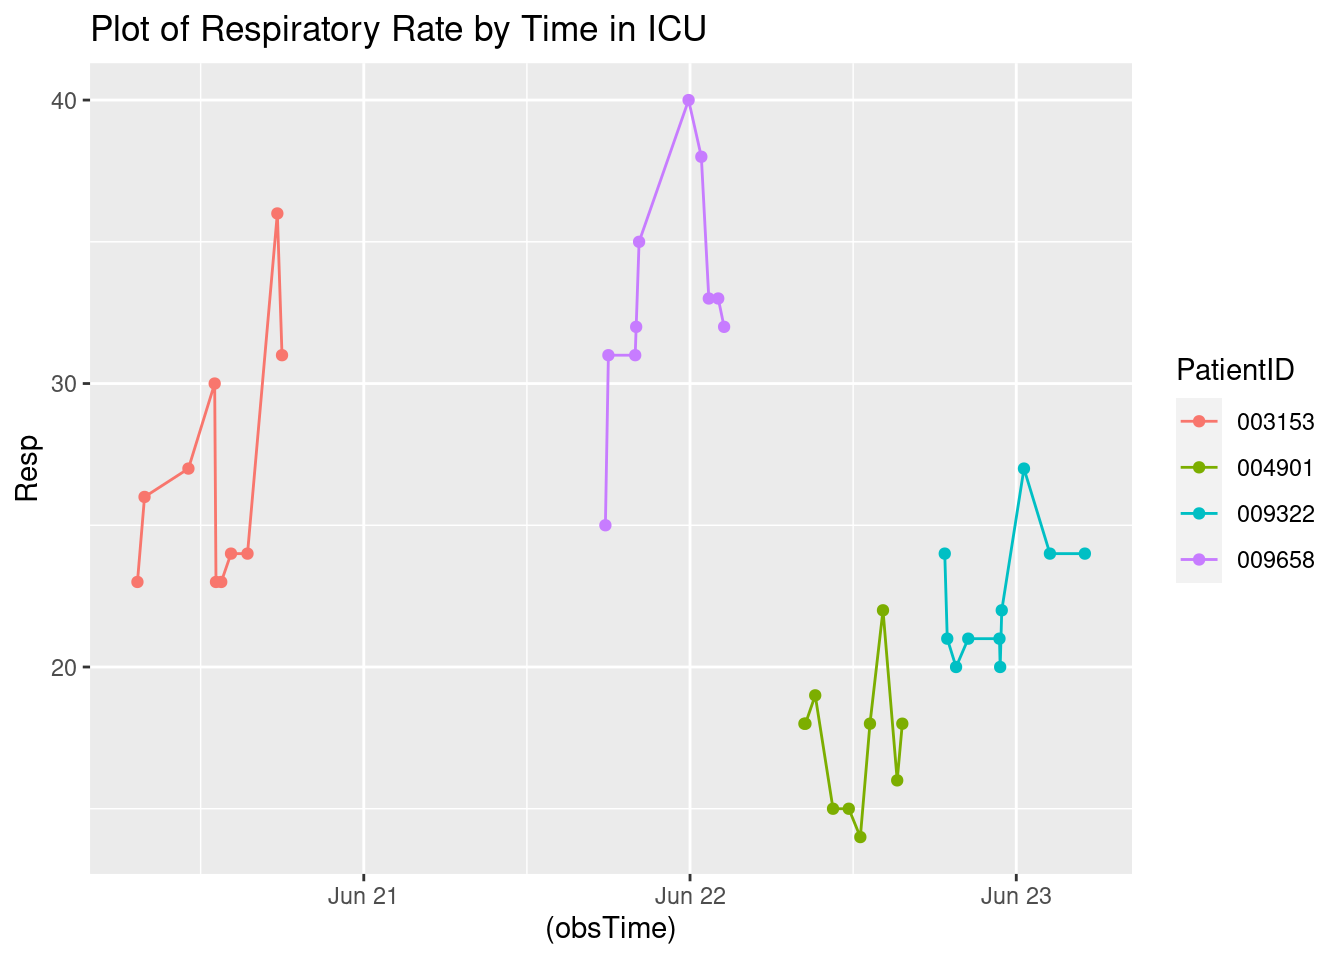 Plot of Respiratory Rate by Time in ICU
40
30
20
Resp
Jun 21
Jun 22
Jun 23
(obsTime)
PatientID
003153
004901
009322
009658